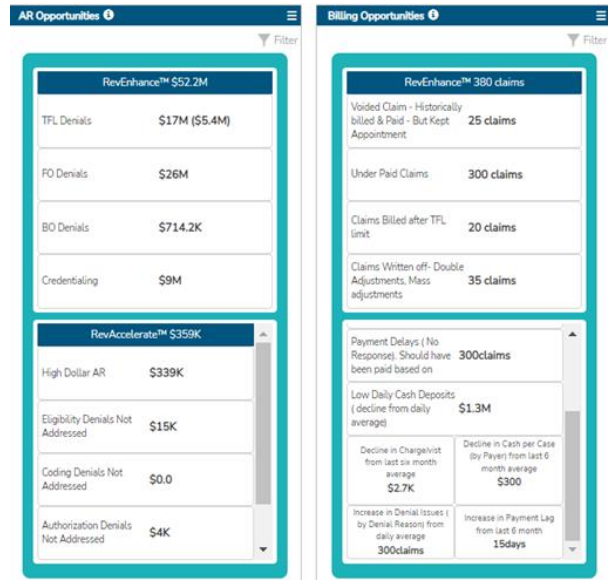 AR Opportunities
Filter
RevEnhance™ $52.2M
TFL Denials $17M ($5.4M)
FO Denials $26M
BO Denials $714.2K
Credentialing $9M
RevAccelerate™ $359K
High Dollar AR $339K
Eligibility Denials Not
Addressed
$15K
Coding Denials Not
Addressed
$0.0
Authorization Denials
Not Addressed
$4K
Billing Opportunities
Filter
RevEnhance™ 380 claims
Voided Claim - Historically
billed & Paid - But Kept
Appointment
25 claims
Under Paid Claims 300 claims
Claims Billed after TFL
limit
20 claims
Claims Written off- Double
Adjustments, Mass
adjustments
35 claims
Payment Delays ( No
Response). Should have
been paid based on
300claims
Low Daily Cash Deposits
( decline from daily
average)
$1.3M
Decline in Charge/vist
from last six month
average
$2.7K
Decline in Cash per Case
(by Payer) from last 6
month average
$300
Increase in Denial Issues (
by Denial Reason) from
daily average
300claims
Increase in Payment Lag
from last 6 month
15days